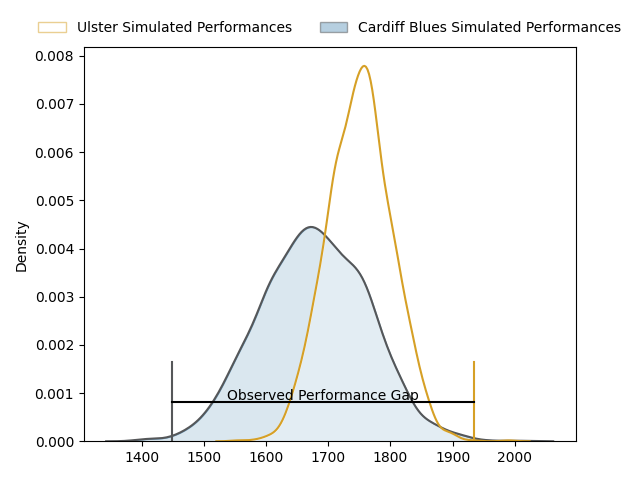 Ulster Simulated Performances Cardiff Blues Simulated Performances
0.008
0.007
0.006
0.005
0.004
0.003
0.002
0.001
0.000
Density
Observed Performance Gap
1400 1500 1600 1700 1800 1900 2000